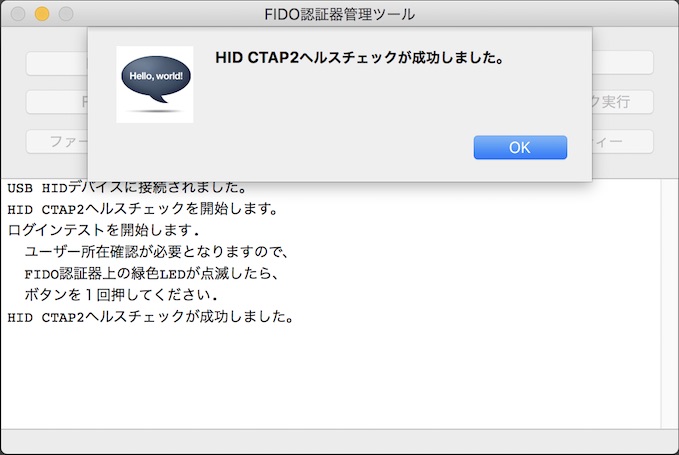 FIDO認証器管理ツール
HID CTAP2ヘルスチェックが成功しました。
Hello, world!
OK
ク実行
ファー
ィー
USB HIDデバイスに接続されました。
HID CTAP2ヘルスチェックを開始します。
ログインテストを開始します.
ユーザー所在確認が必要となりますので、
FIDO認証器上の緑色LEDが点滅したら、
ボタンを１回押してください.
HID CTAP2ヘルスチェックが成功しました。